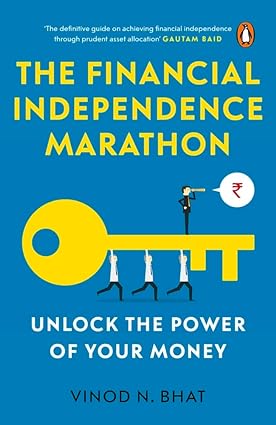 'The definitive guide on achieving financial independence
through prudent asset allocation' GAUTAM BAID
THE FINANCIAL
INDEPENDENCE
MARATHON
₹
UNLOCK THE POWER
OF YOUR MONEY
VINOD N. BHAT